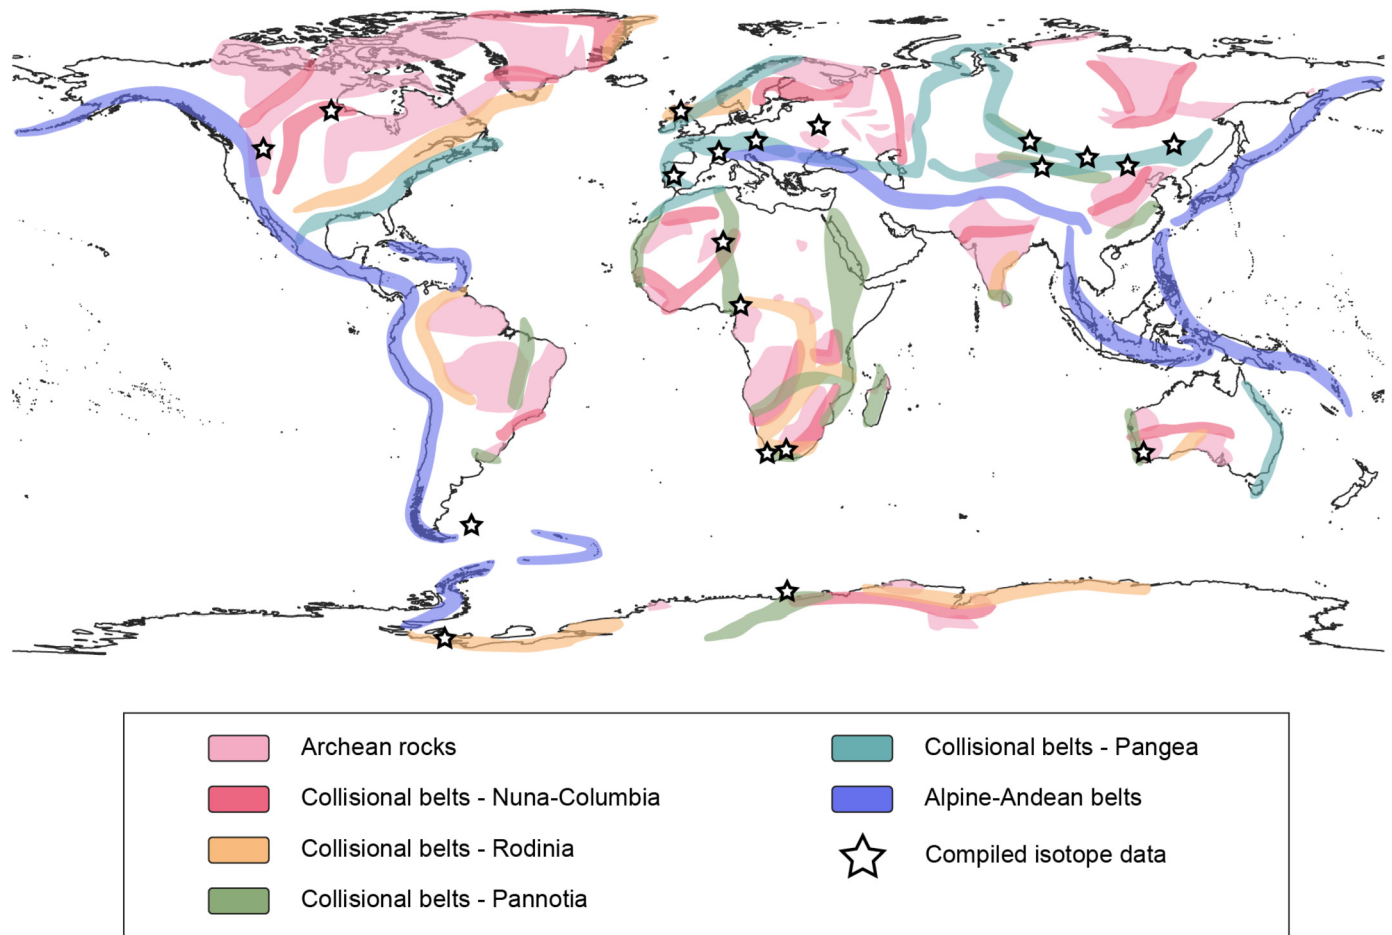 Archean rocks
Collisional belts - Nuna-Columbia
Collisional belts - Rodinia
Collisional belts - Pannotia
Collisional belts - Pangea
Alpine-Andean belts
Compiled isotope data